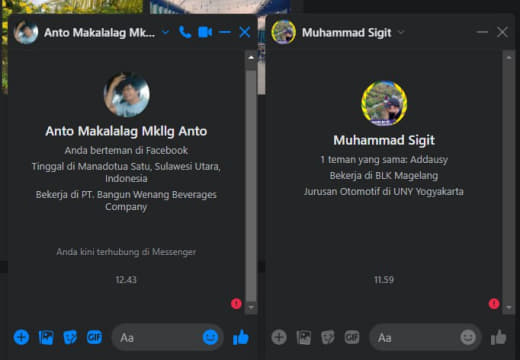 Anto Makalalag Mk...
Anto Makalalag Mkllg Anto
Anda berteman di Facebook
Tinggal di Manadotua Satu, Sulawesi Utara,
Indonesia
Bekerja di PT. Bangun Wenang Beverages
Company
Anda kini terhubung di Messenger
12.43
GIF
Aa
Muhammad Sigit
Muhammad Sigit
1 teman yang sama: Addausy
Bekerja di BLK Magelang
Jurusan Otomotif di UNY Yogyakarta
11.59
GIF
Aa